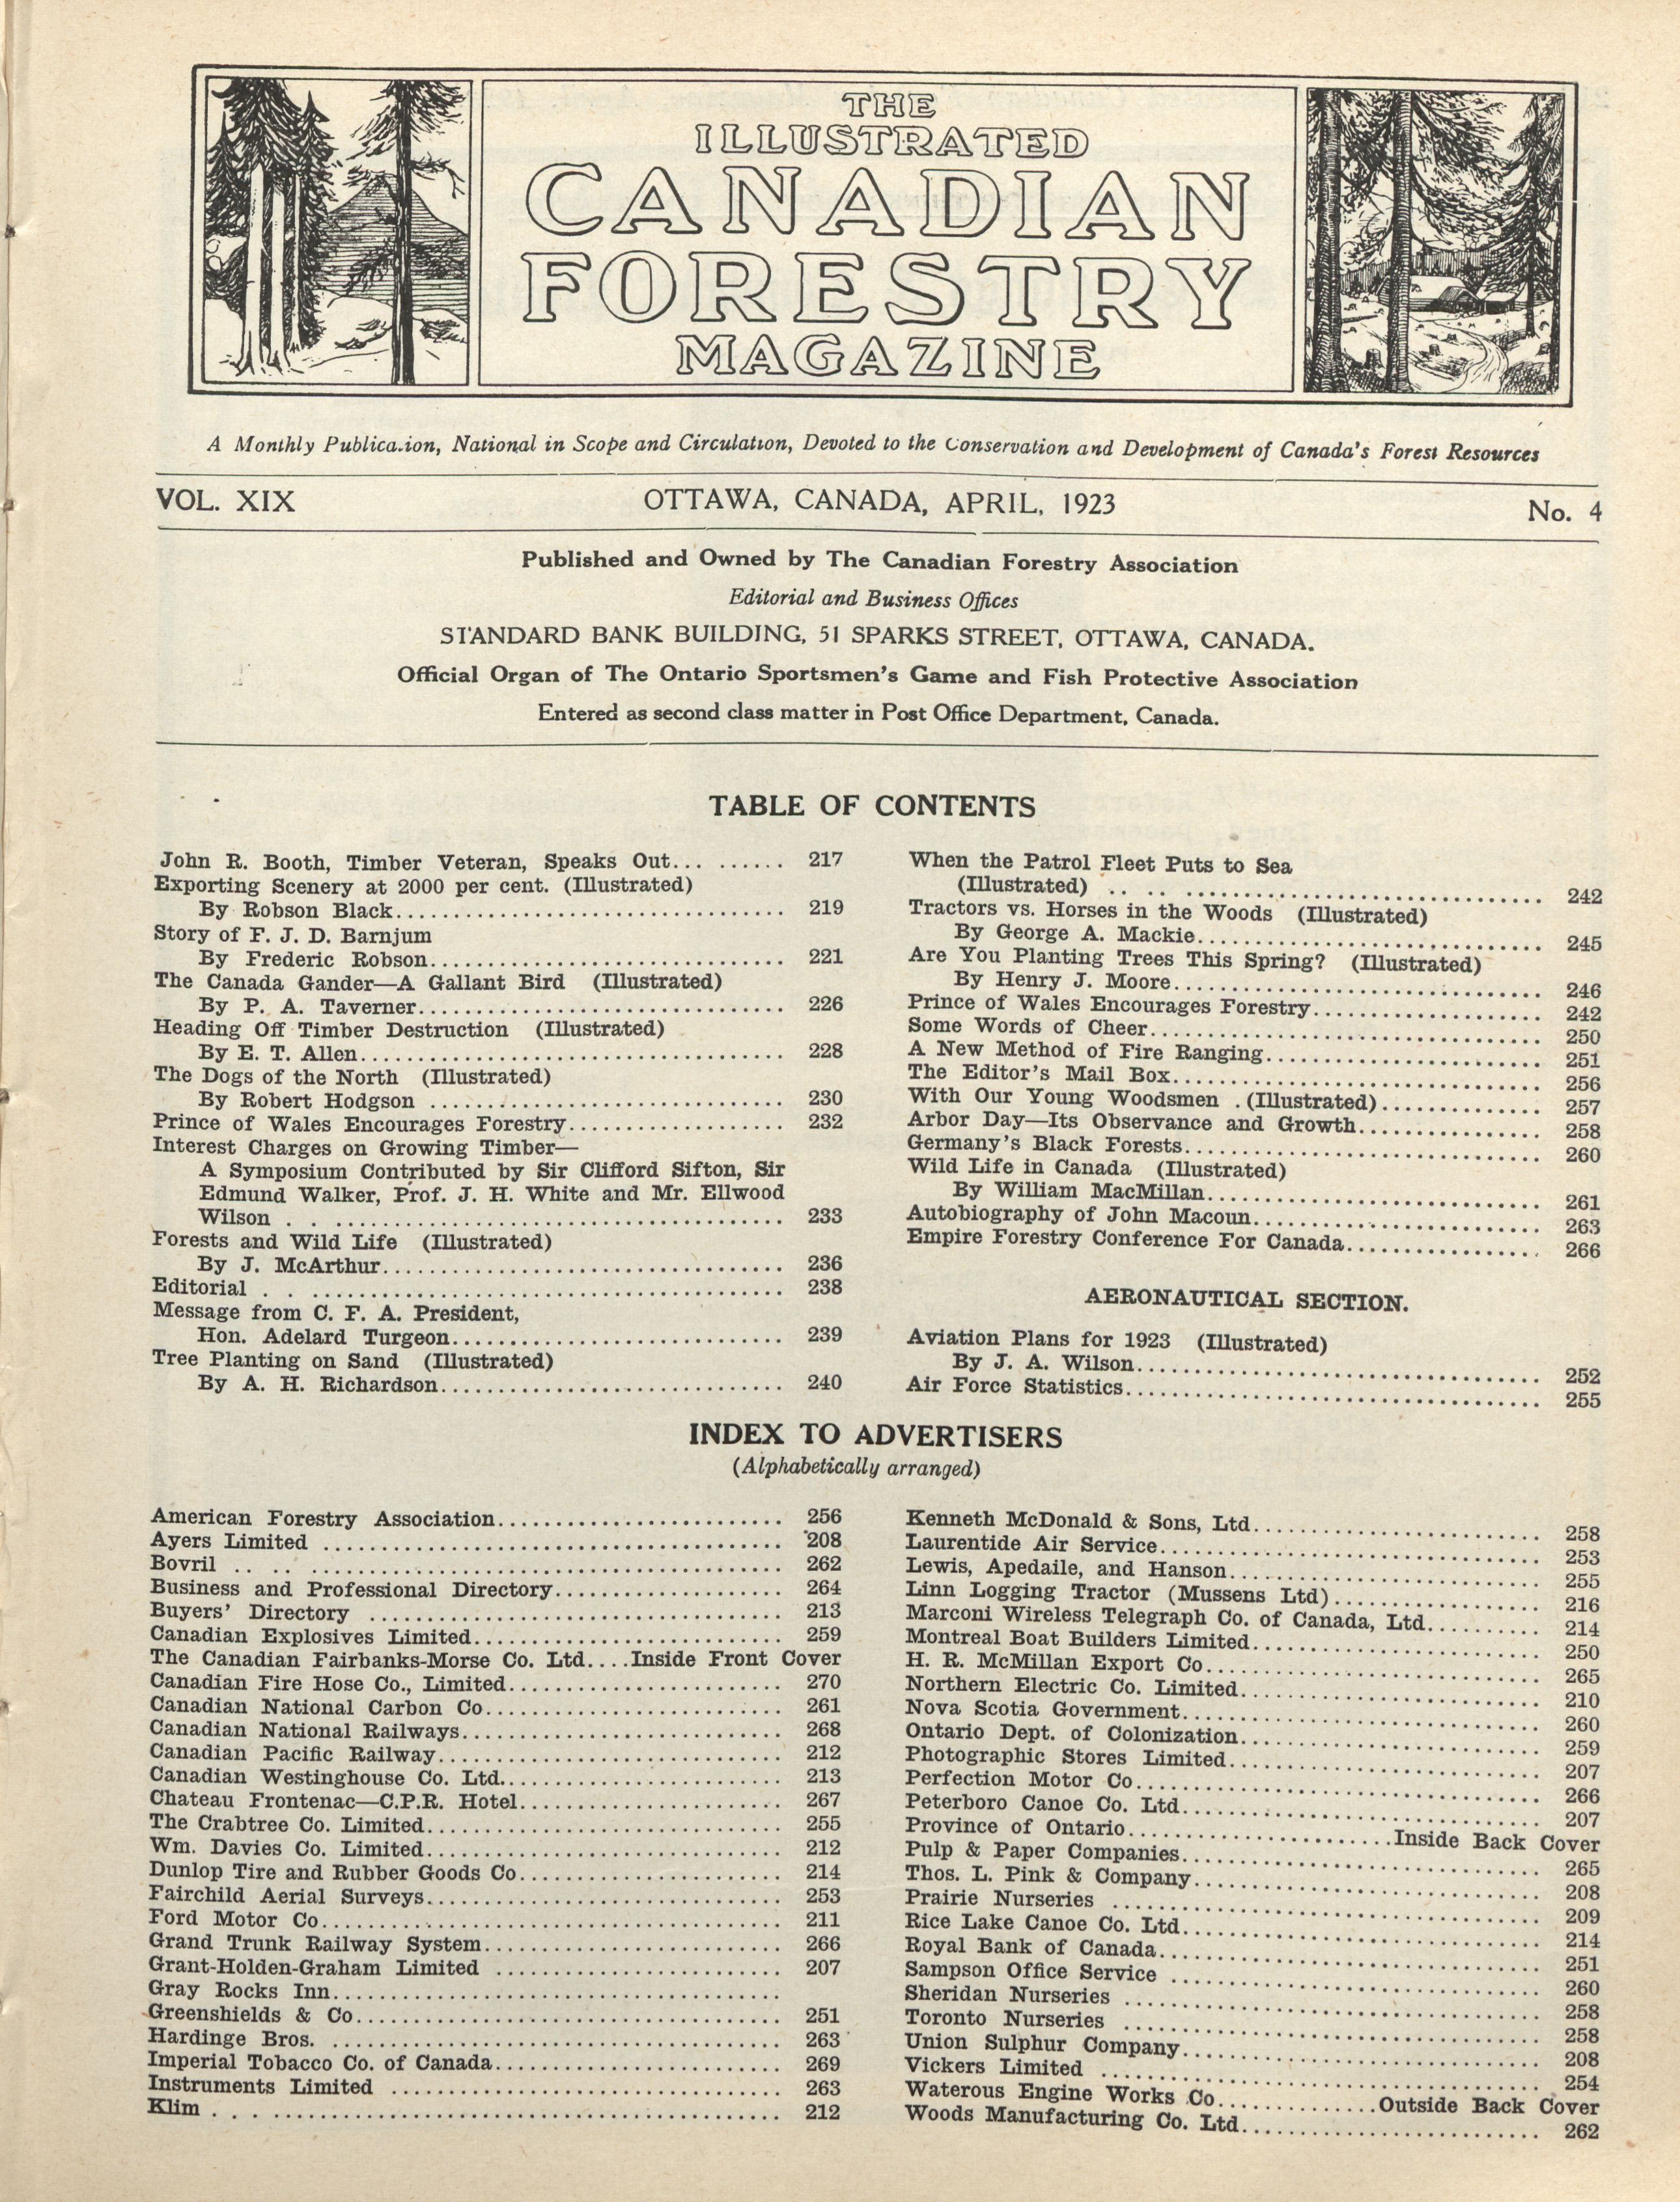 THE
ILLUSTRATED
CANADIAN
FORESTRY
MAGAZINE
A Monthly Publication, National in Scope and Circulation, Devoted to the Conservation and Development of Canada's Forest Resources
VOL. XIX OTTAWA, CANADA, APRIL, 1923 No. 4
Published and Owned by The Canadian Forestry Association
Editorial and Business Offices
STANDARD BANK BUILDING, 51 SPARKS STREET, OTTAWA, CANADA.
Official Organ of The Ontario Sportsmen's Game and Fish Protective Association
Entered as second class matter in Post Office Department, Canada.
TABLE OF CONTENTS
John R. Booth, Timber Veteran, Speaks Out... ...... 217
Exporting Scenery at 2000 per cent. (Illustrated)
By Robson Black................................ 219
Story of F. J. D. Barnjum
By Frederic Robson............................. 221
The Canada Gander—A Gallant Bird (Illustrated)
By P. A. Taverner.............................. 226
Heading Off Timber Destruction (Illustrated)
By E. T. Allen................................. 228
The Dogs of the North (Illustrated)
By Robert Hodgson ............................. 230
Prince of Wales Encourages Forestry................. 232
Interest Charges on Growing Timber—
A Symposium Contributed by Sir Clifford Sifton, Sir
Edmund Walker, Prof. J. H. White and Mr. Ellwood
Wilson . . .................................... 233
Forests and Wild Life (Illustrated)
By J. McArthur................................. 236
Editorial . . ...................................... 238
Message from C. F. A. President,
Hon. Adelard Turgeon........................... 239
Tree Planting on Sand (Illustrated)
By A. H. Richardson............................ 240
When the Patrol Fleet Puts to Sea
(Illustrated) .. .. .............................. 242
Tractors vs. Horses in the Woods (Illustrated)
By George A. Mackie............................ 245
Are You Planting Trees This Spring? (Illustrated)
By Henry J. Moore.............................. 246
Prince of Wales Encourages Forestry................. 242
Some Words of Cheer............................... 250
A New Method of Fire Ranging...................... 251
The Editor's Mail Box.............................. 256
With Our Young Woodsmen .(Illustrated)............. 257
Arbor Day—Its Observance and Growth............... 258
Germany's Black Forests............................ 260
Wild Life in Canada (Illustrated)
By William MacMillan........................... 261
Autobiography of John Macoun...................... 263
Empire Forestry Conference For Canada.............. 266
AERONAUTICAL SECTION.
Aviation Plans for 1923 (Illustrated)
By J. A. Wilson................................ 252
Air Force Statistics................................. 255
INDEX TO ADVERTISERS
(Alphabetically arranged)
American Forestry Association....................... 256
Ayers Limited ..................................... 208
Bovril .. .. ....................................... 262
Business and Professional Directory.................. 264
Buyers' Directory .................................. 213
Canadian Explosives Limited........................ 259
The Canadian Fairbanks-Morse Co. Ltd....Inside Front Cover
Canadian Fire Hose Co., Limited..................... 270
Canadian National Carbon Co....................... 261
Canadian National Railways......................... 268
Canadian Pacific Railway........................... 212
Canadian Westinghouse Co. Ltd...................... 213
Chateau Frontenac—C.P.R. Hotel..................... 267
The Crabtree Co. Limited........................... 255
Wm. Davies Co. Limited............................ 212
Dunlop Tire and Rubber Goods Co.................... 214
Fairchild Aerial Surveys............................ 253
Ford Motor Co..................................... 211
Grand Trunk Railway System........................ 266
Grant-Holden-Graham Limited ....................... 207
Gray Rocks Inn....................................
Greenshields & Co.................................. 251
Hardinge Bros. .................................... 263
Imperial Tobacco Co. of Canada...................... 269
Instruments Limited ................................ 263
Klim . . . ......................................... 212
Kenneth McDonald & Sons, Ltd....................... 258
Laurentide Air Service.............................. 253
Lewis, Apedaile, and Hanson......................... 255
Linn Logging Tractor (Mussens Ltd).................. 216
Marconi Wireless Telegraph Co. of Canada, Ltd.......... 214
Montreal Boat Builders Limited....................... 250
H. R. McMillan Export Co........................... 265
Northern Electric Co. Limited........................ 210
Nova Scotia Government............................ 260
Ontario Dept. of Colonization........................ 259
Photographic Stores Limited......................... 207
Perfection Motor Co................................ 266
Peterboro Canoe Co. Ltd............................ 207
Province of Ontario........................Inside Back Cover
Pulp & Paper Companies............................ 265
Thos. L. Pink & Company........................... 208
Prairie Nurseries .................................. 209
Rice Lake Canoe Co. Ltd............................ 214
Royal Bank of Canada.............................. 251
Sampson Office Service ............................. 260
Sheridan Nurseries ................................. 258
Toronto Nurseries .................................. 258
Union Sulphur Company............................ 208
Vickers Limited ................................... 254
Waterous Engine Works Co..............Outside Back Cover
Woods Manufacturing Co. Ltd....................... 262